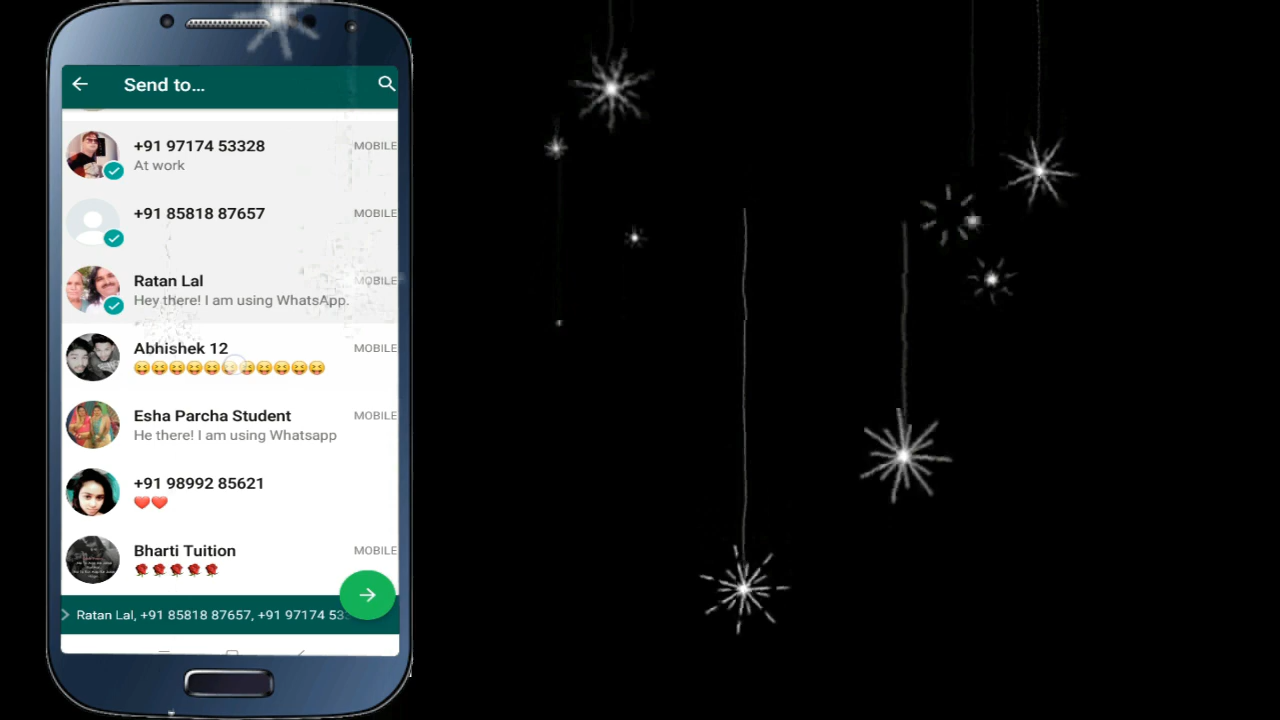 Send to...
+91 97174 53328 MOBILE
At work
+91 85818 87657 MOBILE
Ratan Lal MOBILE
Hey there! I am using WhatsApp.
Abhishek 12 MOBILE
😝😝😝😝😝😝😝😝😝😝😝
Esha Parcha Student MOBILE
He there! I am using Whatsapp
+91 98992 85621
❤️❤️
Bharti Tuition MOBILE
🌹🌹🌹🌹🌹
Ratan Lal, +91 85818 87657, +91 97174 53